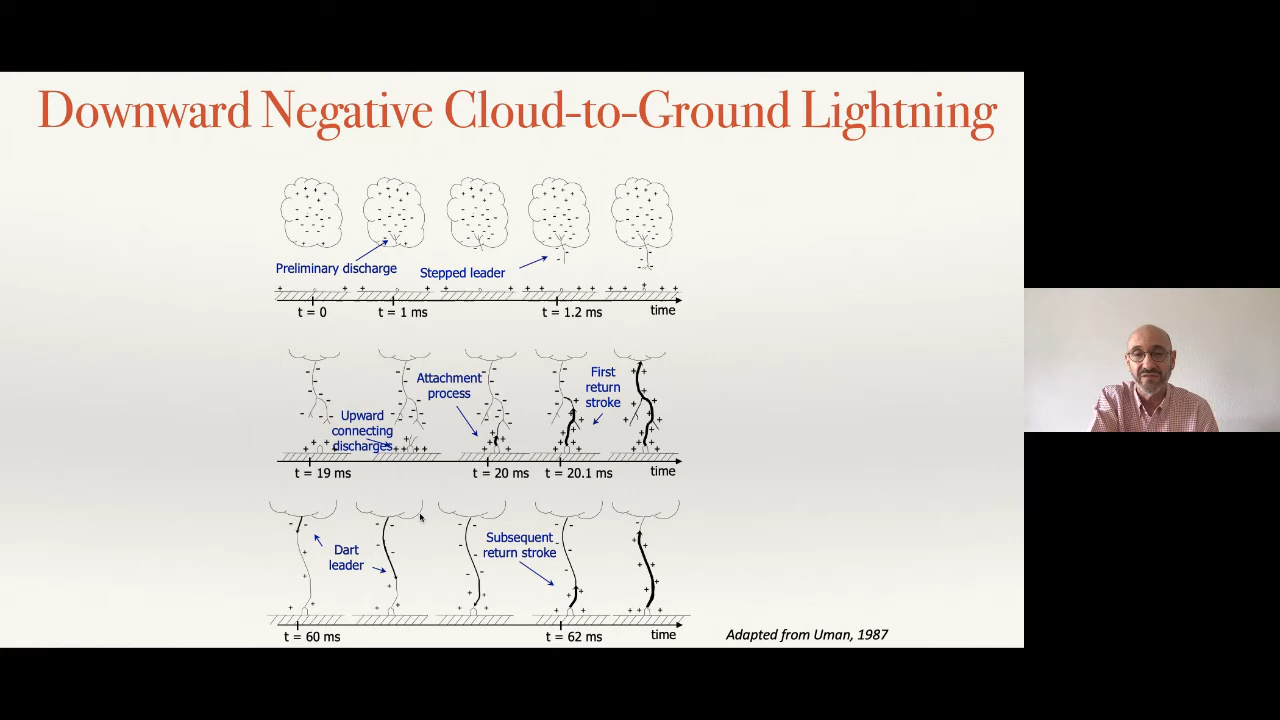 Downward Negative Cloud-to-Ground Lightning
Preliminary discharge
Stepped leader
t = 0
t = 1 ms
t = 1.2 ms
time
Upward
connecting
discharges
Attachment
process
First
return
stroke
t = 19 ms
t = 20 ms
t = 20.1 ms
time
Dart
leader
Subsequent
return stroke
t = 60 ms
t = 62 ms
time
Adapted from Uman, 1987